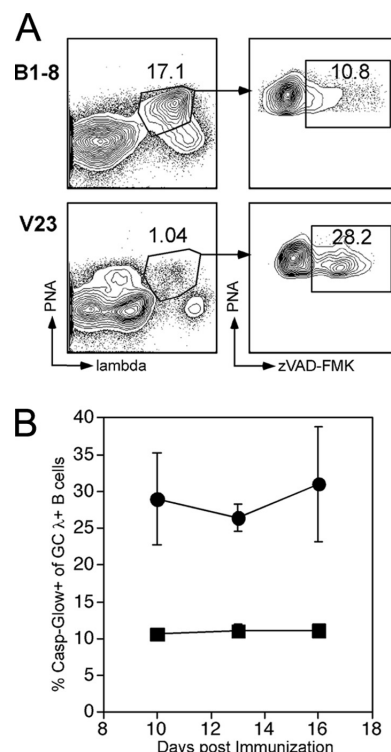 A
B1-8
17.1
10.8
V23
1.04
28.2
PNA
lambda
PNA
zVAD-FMK
B
% Casp-Glow+ of GC λ+ B cells
40
35
30
25
20
15
10
5
0
8 10 12 14 16 18
Days post Immunization